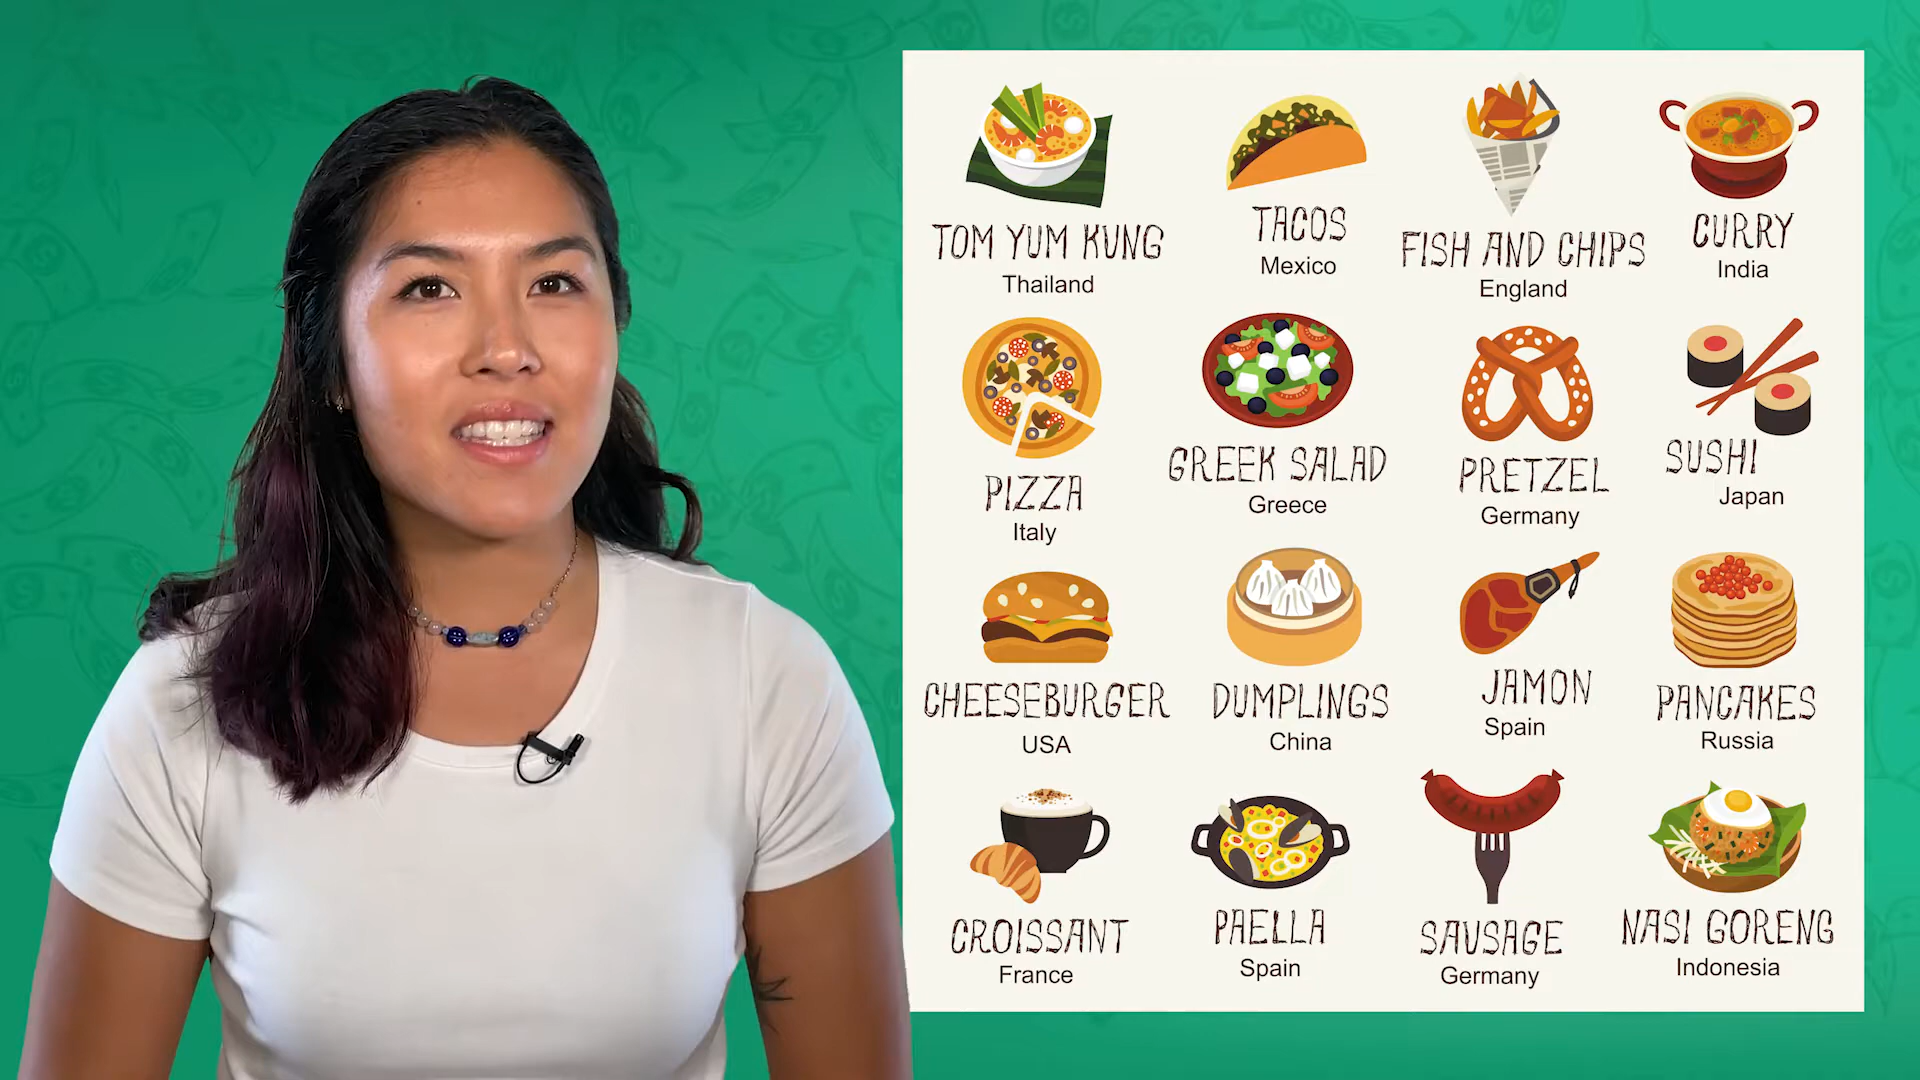 TOM YUM KUNG
Thailand
TACOS
Mexico
FISH AND CHIPS
England
CURRY
India
PIZZA
Italy
GREEK SALAD
Greece
PRETZEL
Germany
SUSHI
Japan
CHEESEBURGER
USA
DUMPLINGS
China
JAMON
Spain
PANCAKES
Russia
CROISSANT
France
PAELLA
Spain
SAUSAGE
Germany
NASI GORENG
Indonesia